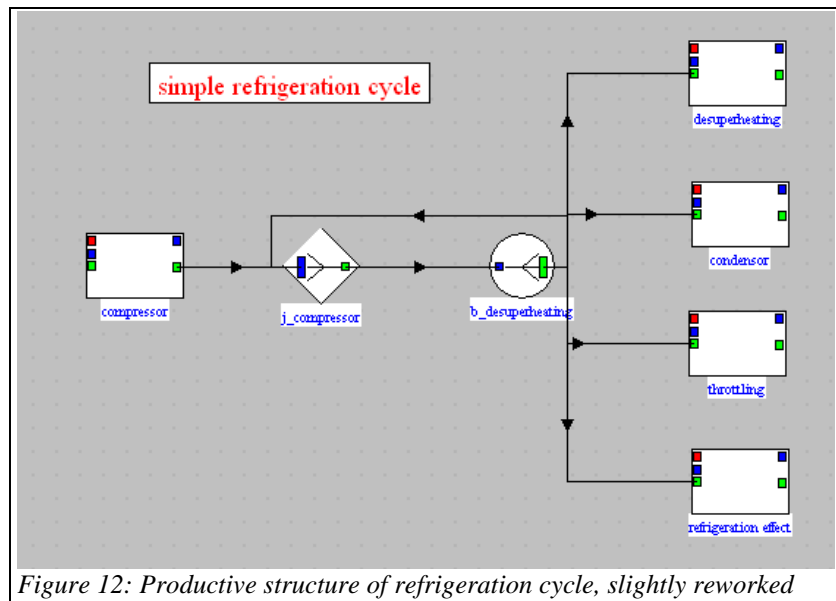 simple refrigeration cycle
desuperheating
condensor
compressor
j_compressor
b_desuperheating
throttling
refrigeration effect
Figure 12: Productive structure of refrigeration cycle, slightly reworked